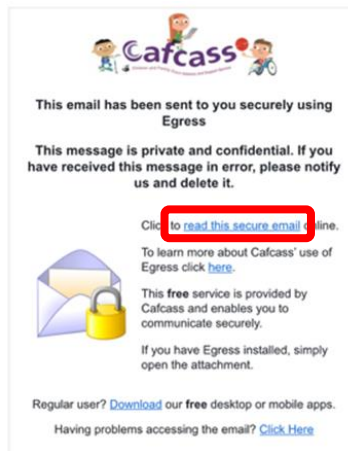 Cafcass
This email has been sent to you securely using
Egress
This message is private and confidential. If you
have received this message in error, please notify
us and delete it.
to read this secure email
To learn more about Cafcass' use of
Egress click here.
This free service is provided by
Cafcass and enables you to
communicate securely.
If you have Egress installed, simply
open the attachment.
Regular user? Download our free desktop or mobile apps.
Having problems accessing the email? Click Here